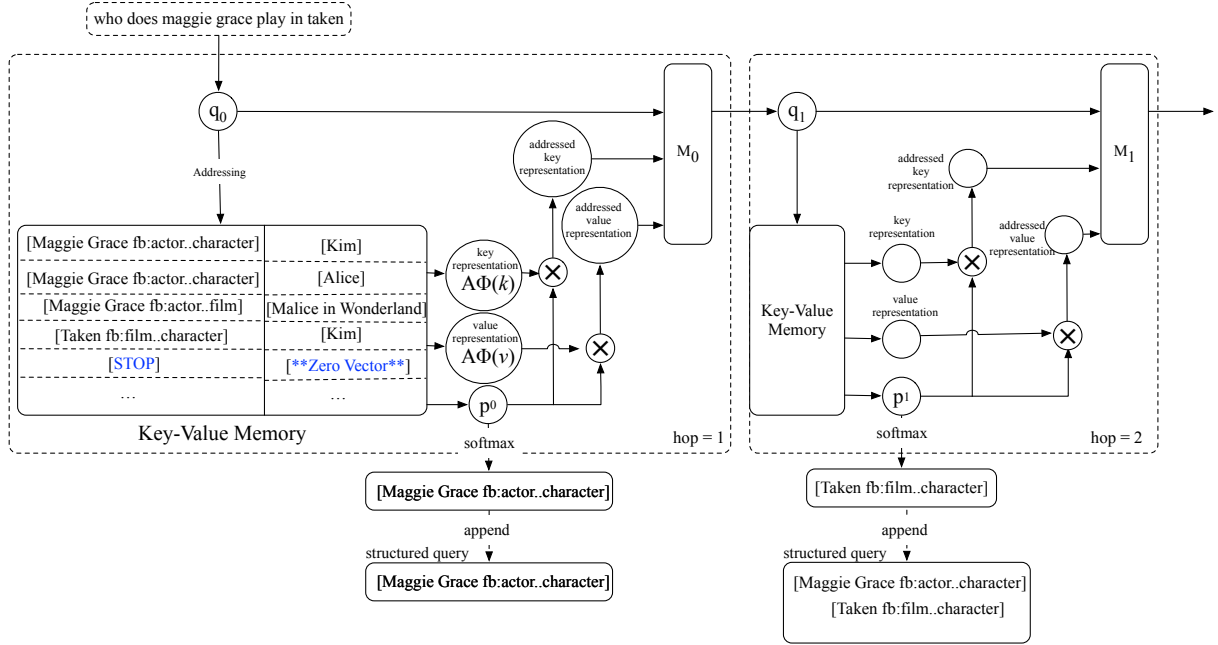 who does maggie grace play in taken
q0
Addressing
[Maggie Grace fb:actor..character]
[Kim]
[Maggie Grace fb:actor..character]
[Alice]
[Maggie Grace fb:actor..film]
[Malice in Wonderland]
[Taken fb:film..character]
[Kim]
[STOP]
[**Zero Vector**]
...
...
Key-Value Memory
key
representation
AΦ(k)
value
representation
AΦ(v)
p0
softmax
addressed
key
representation
addressed
value
representation
M0
hop = 1
[Maggie Grace fb:actor..character]
append
structured query
[Maggie Grace fb:actor..character]
q1
Key-Value
Memory
key
representation
value
representation
p1
softmax
addressed
key
representation
addressed
value
representation
M1
hop = 2
[Taken fb:film..character]
append
structured query
[Maggie Grace fb:actor..character]
[Taken fb:film..character]